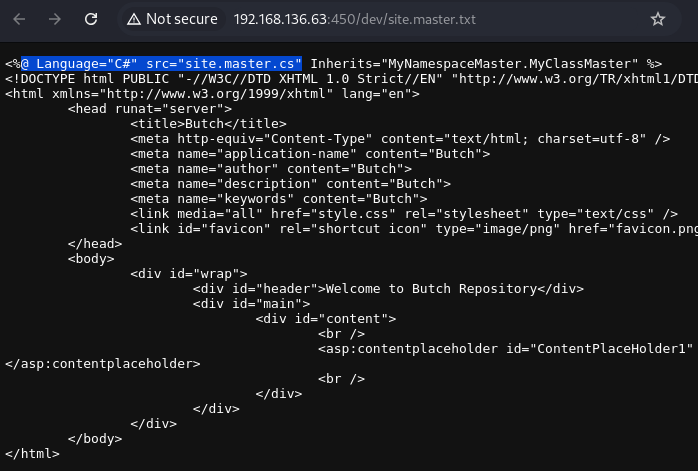 Not secure 192.168.136.63:450/dev/site.master.txt
<%@ Language="C#" src="site.master.cs" Inherits="MyNamespaceMaster.MyClassMaster" %>
<!DOCTYPE html PUBLIC "-//W3C//DTD XHTML 1.0 Strict//EN" "http://www.w3.org/TR/xhtml1/DTD
<html xmlns="http://www.w3.org/1999/xhtml" lang="en">
<head runat="server">
<title>Butch</title>
<meta http-equiv="Content-Type" content="text/html; charset=utf-8" />
<meta name="application-name" content="Butch">
<meta name="author" content="Butch">
<meta name="description" content="Butch">
<meta name="keywords" content="Butch">
<link media="all" href="style.css" rel="stylesheet" type="text/css" />
<link id="favicon" rel="shortcut icon" type="image/png" href="favicon.png
</head>
<body>
<div id="wrap">
<div id="header">Welcome to Butch Repository</div>
<div id="main">
<div id="content">
<br />
<asp:contentplaceholder id="ContentPlaceHolder1"
</asp:contentplaceholder>
<br />
</div>
</div>
</div>
</body>
</html>